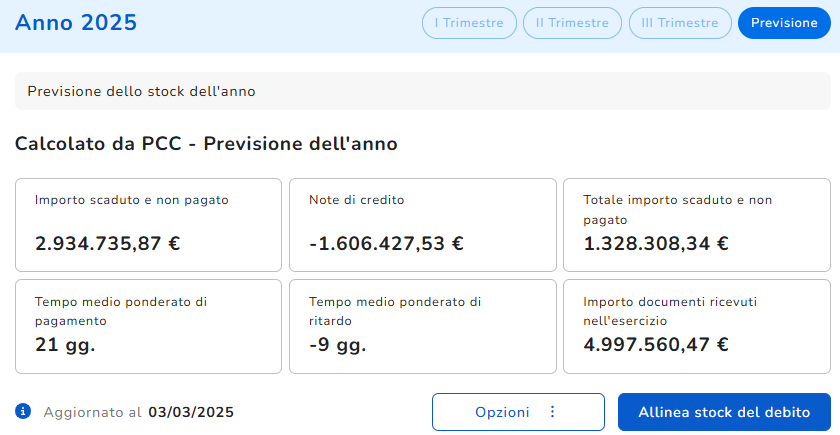 Anno 2025
I Trimestre
II Trimestre
III Trimestre
Previsione
Previsione dello stock dell'anno
Calcolato da PCC - Previsione dell'anno
Importo scaduto e non pagato
2.934.735,87 €
Note di credito
-1.606.427,53 €
Totale importo scaduto e non
pagato
1.328.308,34 €
Tempo medio ponderato di
pagamento
21 gg.
Tempo medio ponderato di
ritardo
-9 gg.
Importo documenti ricevuti
nell'esercizio
4.997.560,47 €
Aggiornato al 03/03/2025
Opzioni
Allinea stock del debito